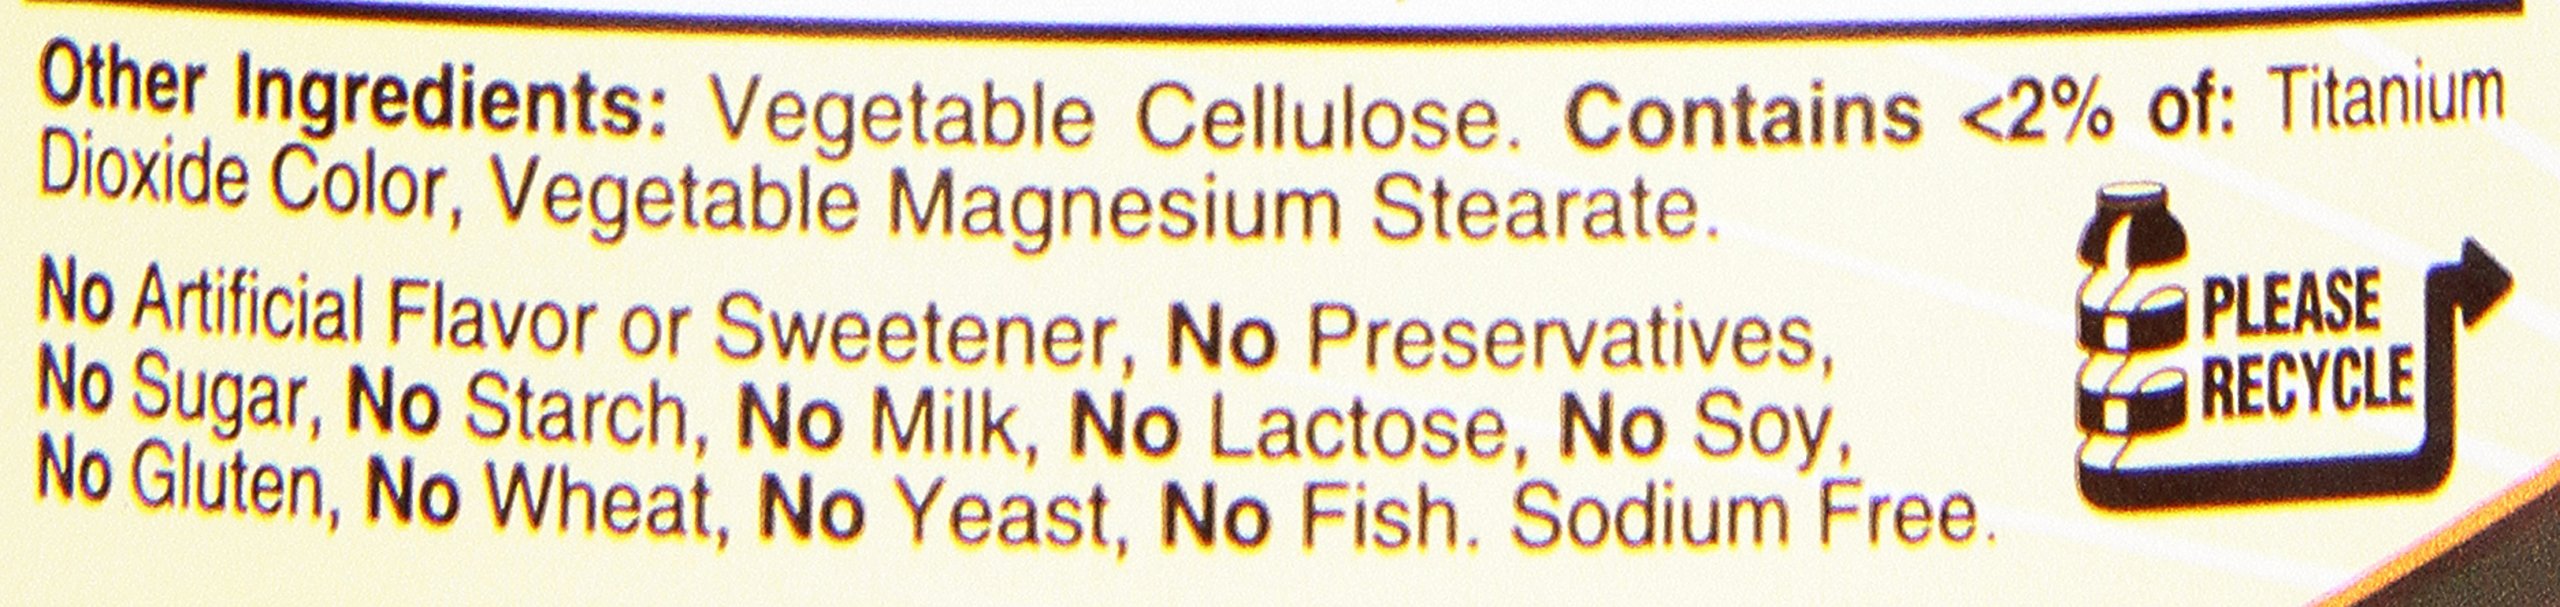 Other Ingredients: Vegetable Cellulose. Contains <2% of: Titanium
Dioxide Color, Vegetable Magnesium Stearate.
No Artificial Flavor or Sweetener, No Preservatives,
No Sugar, No Starch, No Milk, No Lactose, No Soy,
No Gluten, No Wheat, No Yeast, No Fish. Sodium Free.
PLEASE
RECYCLE